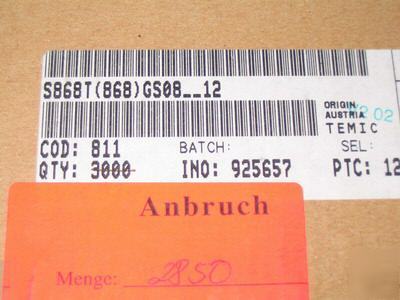 S868T(868)GS08__12
ORIGIN
AUSTRIA
TEMIC
COD: 811 BATCH: SEL:
QTY: 3000 INO: 925657 PTC: 12
Anbruch
Menge: 2850